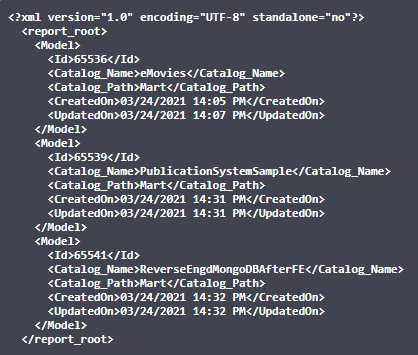 <?xml version="1.0" encoding="UTF-8" standalone="no"?>
<report_root>
<Model>
<Id>65536</Id>
<Catalog_Name>eMovies</Catalog_Name>
<Catalog_Path>Mart</Catalog_Path>
<CreatedOn>03/24/2021 14:05 PM</CreatedOn>
<UpdatedOn>03/24/2021 14:07 PM</UpdatedOn>
</Model>
<Model>
<Id>65539</Id>
<Catalog_Name>PublicationSystemSample</Catalog_Name>
<Catalog_Path>Mart</Catalog_Path>
<CreatedOn>03/24/2021 14:31 PM</CreatedOn>
<UpdatedOn>03/24/2021 14:31 PM</UpdatedOn>
</Model>
<Model>
<Id>65541</Id>
<Catalog_Name>ReverseEngdMongoDBAfterFE</Catalog_Name>
<Catalog_Path>Mart</Catalog_Path>
<CreatedOn>03/24/2021 14:32 PM</CreatedOn>
<UpdatedOn>03/24/2021 14:32 PM</UpdatedOn>
</Model>
</report_root>